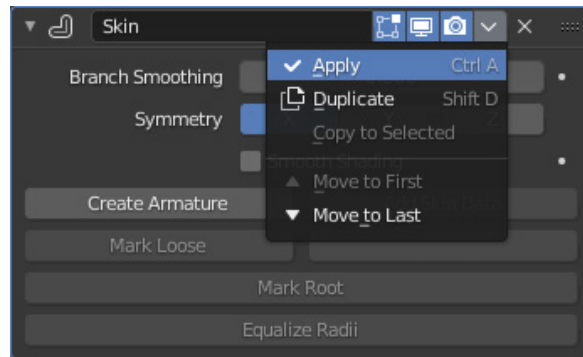 Skin
Branch Smoothing
Apply Ctrl A
Duplicate Shift D
Symmetry
Copy to Selected
Smooth Shading
Move to First
Create Armature
Move to Last
Mark Loose
Mark Root
Equalize Radii